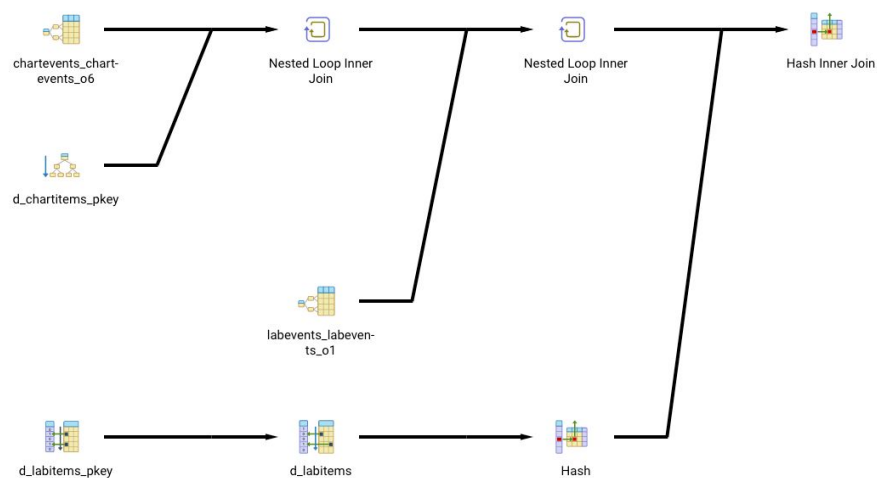 chartevents_chart-
events_o6
Nested Loop Inner
Join
Nested Loop Inner
Join
Hash Inner Join
d_chartitems_pkey
labevents_labeven-
ts_o1
d_labitems_pkey
d_labitems
Hash